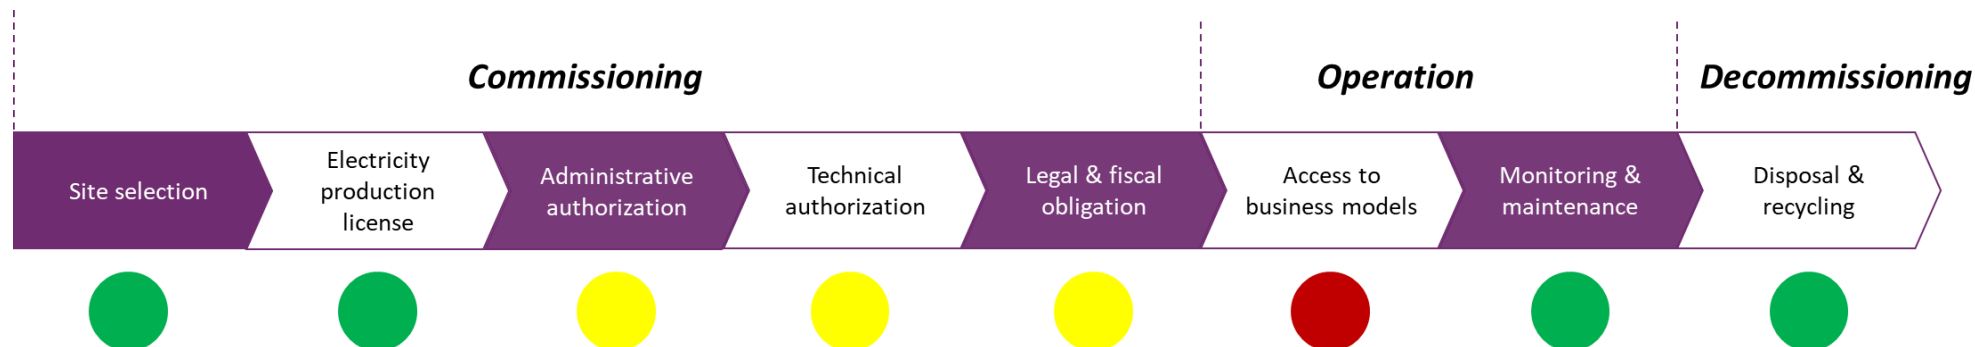 Commissioning
Operation
Decommissioning
Site selection
Electricity
production
license
Administrative
authorization
Technical
authorization
Legal & fiscal
obligation
Access to
business models
Monitoring &
maintenance
Disposal &
recycling